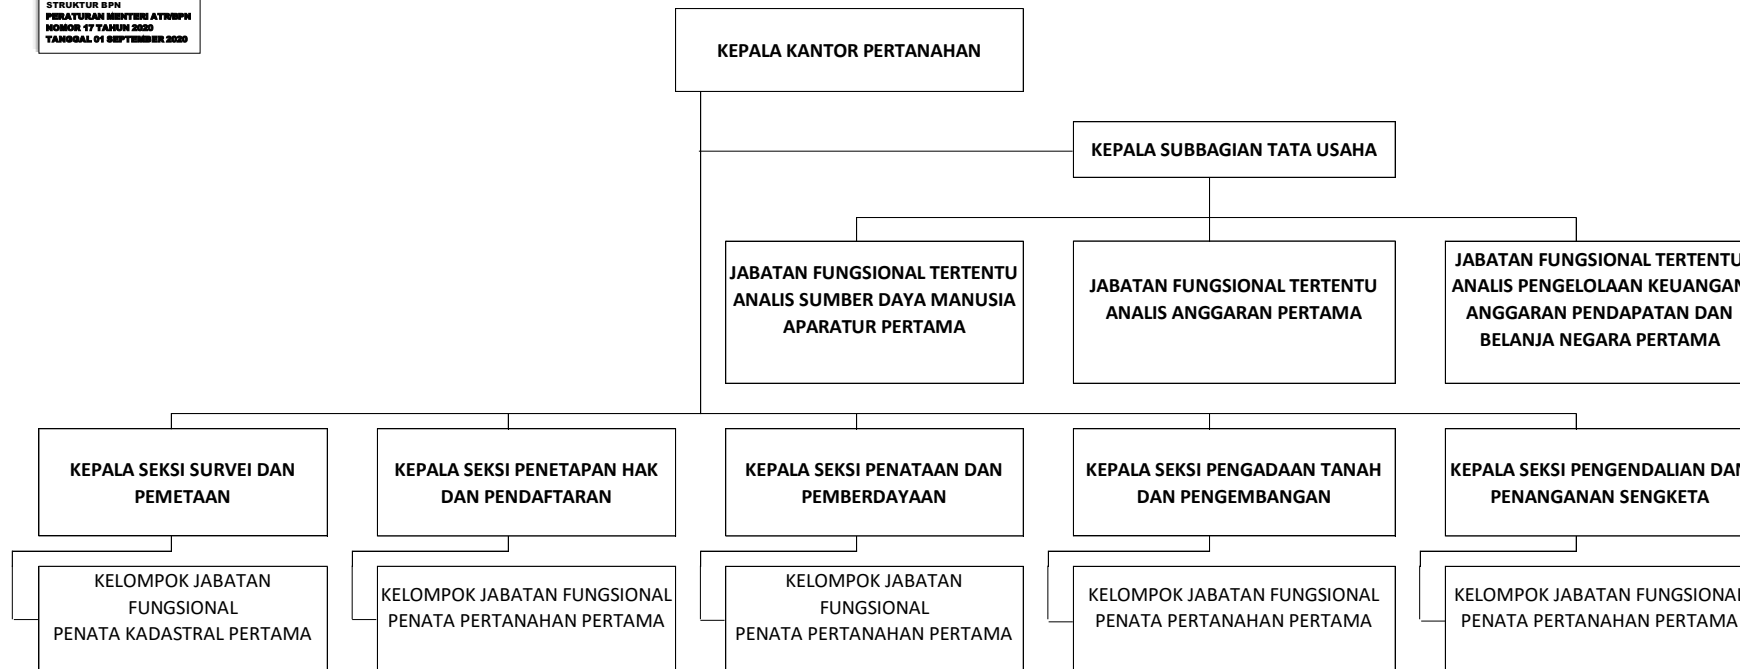 STRUKTUR BPN
PERATURAN MENTERI ATR/BPN
NOMOR 17 TAHUN 2020
TANGGAL 01 SEPTEMBER 2020
KEPALA KANTOR PERTANAHAN
KEPALA SUBBAGIAN TATA USAHA
JABATAN FUNGSIONAL TERTENTU
ANALIS SUMBER DAYA MANUSIA
APARATUR PERTAMA
JABATAN FUNGSIONAL TERTENTU
ANALIS ANGGARAN PERTAMA
JABATAN FUNGSIONAL TERTENTU
ANALIS PENGELOLAAN KEUANGAN
ANGGARAN PENDAPATAN DAN
BELANJA NEGARA PERTAMA
KEPALA SEKSI SURVEI DAN
PEMETAAN
KEPALA SEKSI PENETAPAN HAK
DAN PENDAFTARAN
KEPALA SEKSI PENATAAN DAN
PEMBERDAYAAN
KEPALA SEKSI PENGADAAN TANAH
DAN PENGEMBANGAN
KEPALA SEKSI PENGENDALIAN DAN
PENANGANAN SENGKETA
KELOMPOK JABATAN
FUNGSIONAL
PENATA KADASTRAL PERTAMA
KELOMPOK JABATAN FUNGSIONAL
PENATA PERTANAHAN PERTAMA
KELOMPOK JABATAN
FUNGSIONAL
PENATA PERTANAHAN PERTAMA
KELOMPOK JABATAN FUNGSIONAL
PENATA PERTANAHAN PERTAMA
KELOMPOK JABATAN FUNGSIONAL
PENATA PERTANAHAN PERTAMA